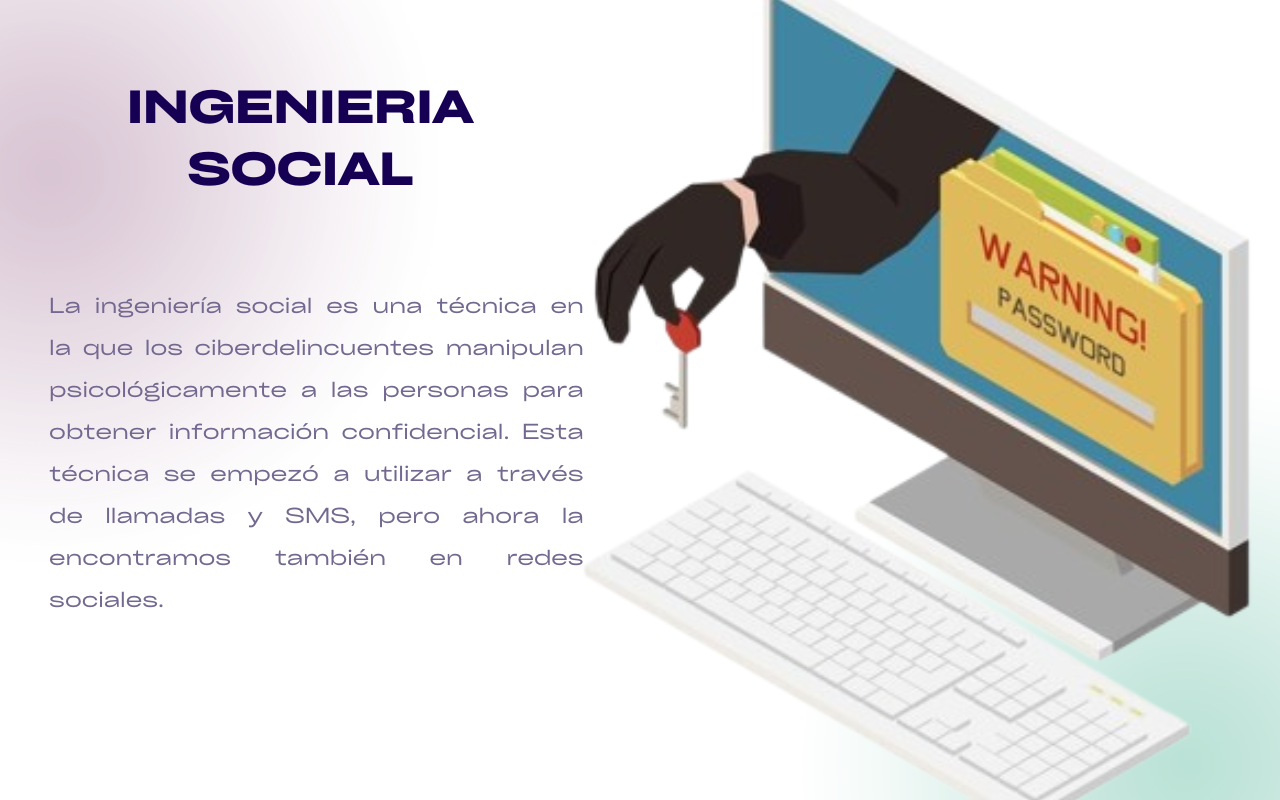 INGENIERIA
SOCIAL
La ingeniería social es una técnica en
la que los ciberdelincuentes manipulan
psicológicamente a las personas para
obtener información confidencial. Esta
técnica se empezó a utilizar a través
de llamadas y SMS, pero ahora la
encontramos también en redes
sociales.
WARNING!
PASSWORD